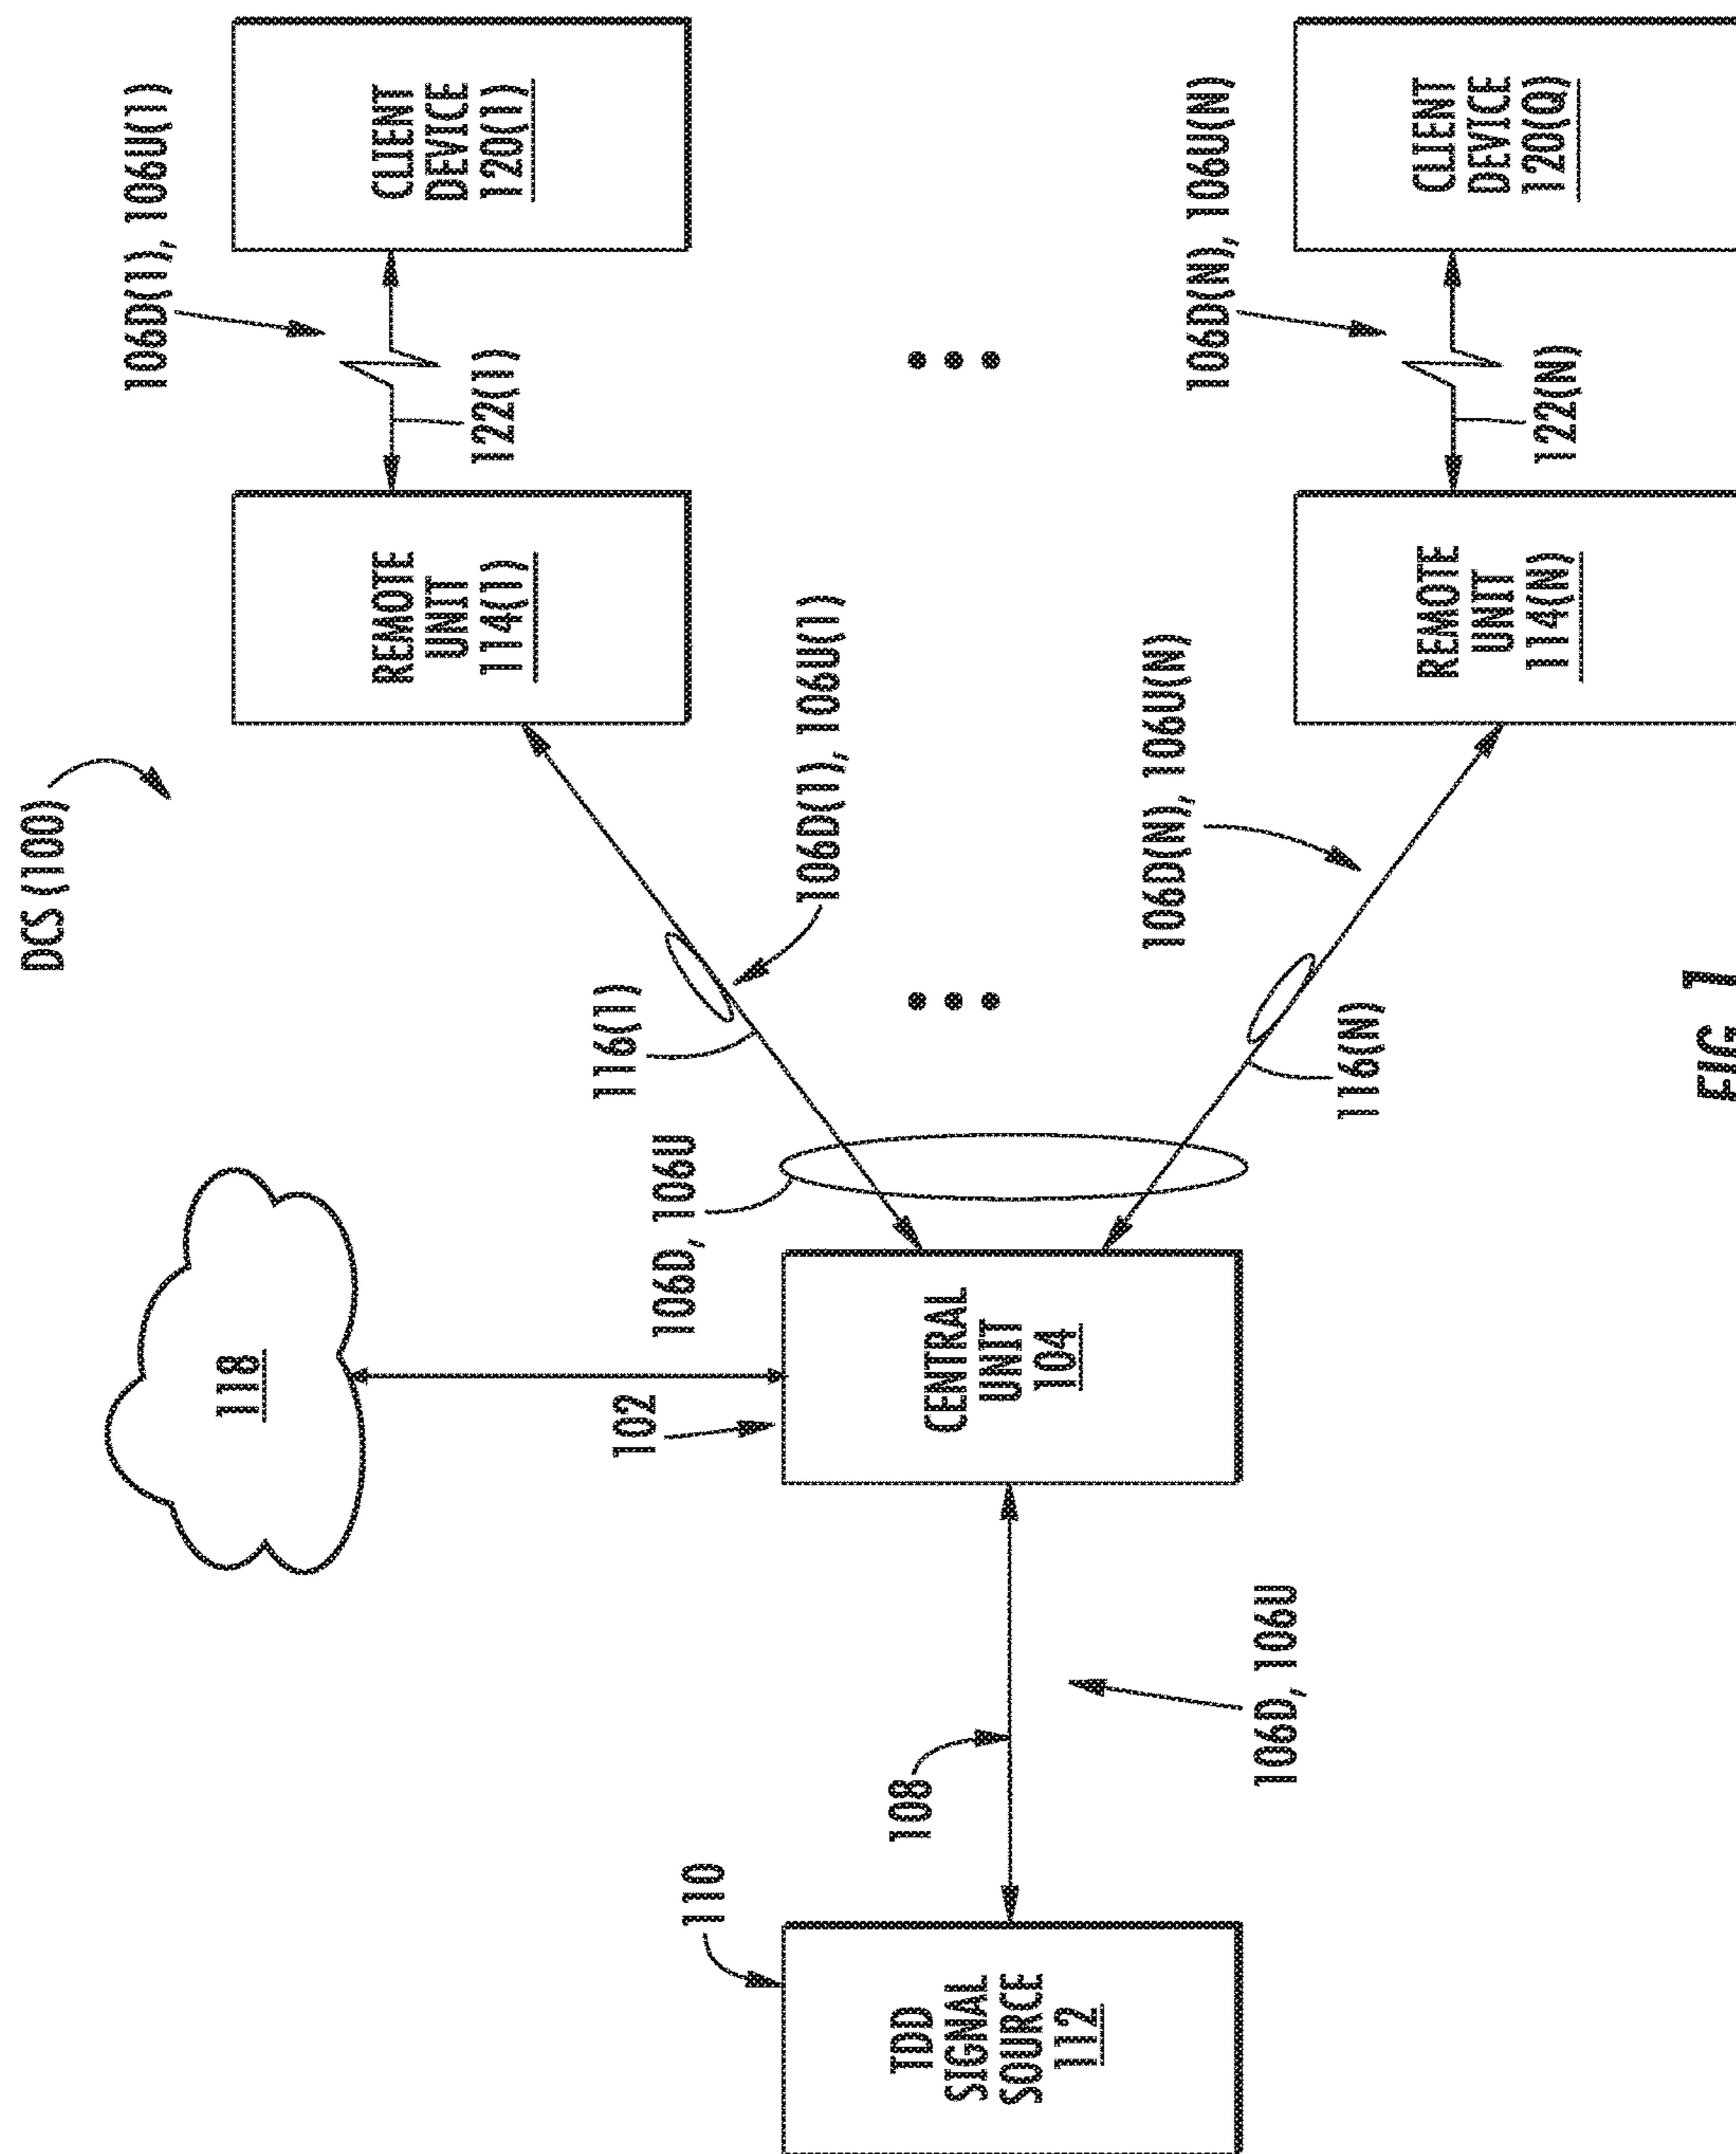 DCS (100)
118
102
106D, 106U
116(1)
106D(1), 106U(1)
REMOTE
UNIT
114(1)
122(1)
106D(1), 106U(1)
CLIENT
DEVICE
120(1)
110
TDD
SIGNAL
SOURCE
112
108
106D, 106U
CENTRAL
UNIT
104
116(N)
106D(N), 106U(N)
REMOTE
UNIT
114(N)
122(N)
106D(N), 106U(N)
CLIENT
DEVICE
120(Q)
FIG. 1